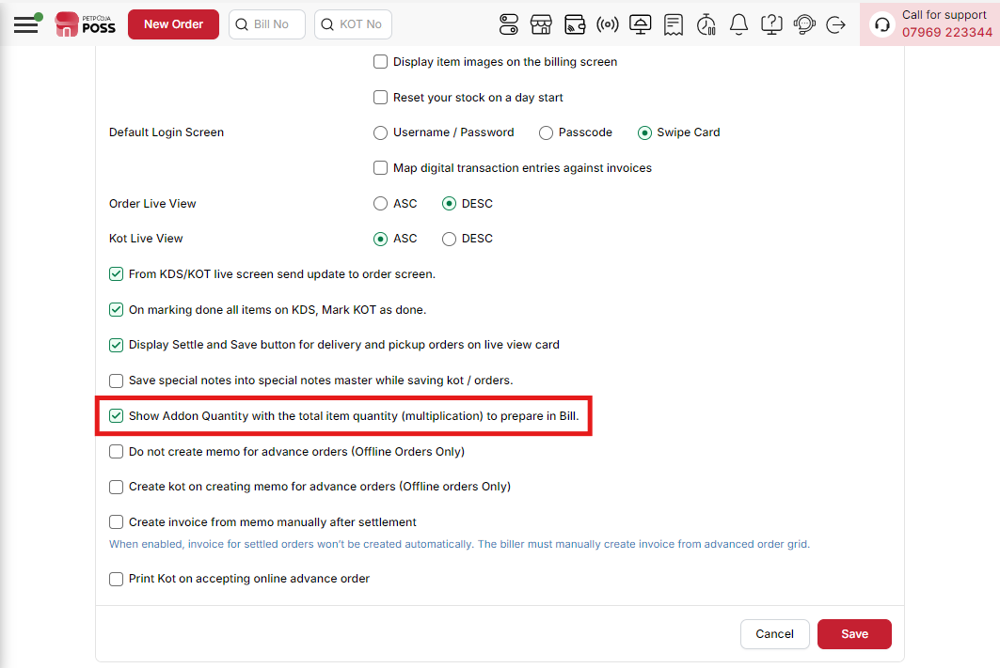 PETPOOJA
POSS
New Order
Bill No
KOT No
Call for support
07969 223344
Display item images on the billing screen
Reset your stock on a day start
Default Login Screen Username / Password Passcode Swipe Card
Map digital transaction entries against invoices
Order Live View ASC DESC
Kot Live View ASC DESC
From KDS/KOT live screen send update to order screen.
On marking done all items on KDS, Mark KOT as done.
Display Settle and Save button for delivery and pickup orders on live view card
Save special notes into special notes master while saving kot / orders.
Show Addon Quantity with the total item quantity (multiplication) to prepare in Bill.
Do not create memo for advance orders (Offline Orders Only)
Create kot on creating memo for advance orders (Offline orders Only)
Create invoice from memo manually after settlement
When enabled, invoice for settled orders won't be created automatically. The biller must manually create invoice from advanced order grid.
Print Kot on accepting online advance order
Cancel Save